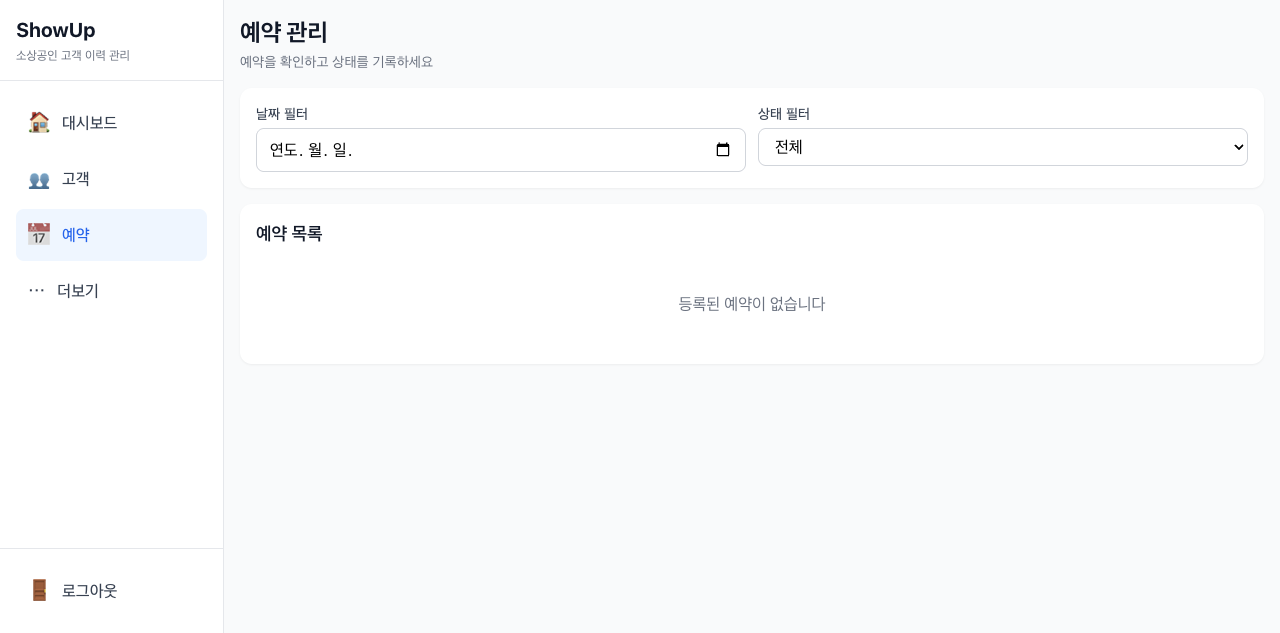 ShowUp
소상공인 고객 이력 관리
대시보드
고객
17
예약
더보기
로그아웃
예약 관리
예약을 확인하고 상태를 기록하세요
날짜 필터
연도. 월. 일.
상태 필터
전체
예약 목록
등록된 예약이 없습니다